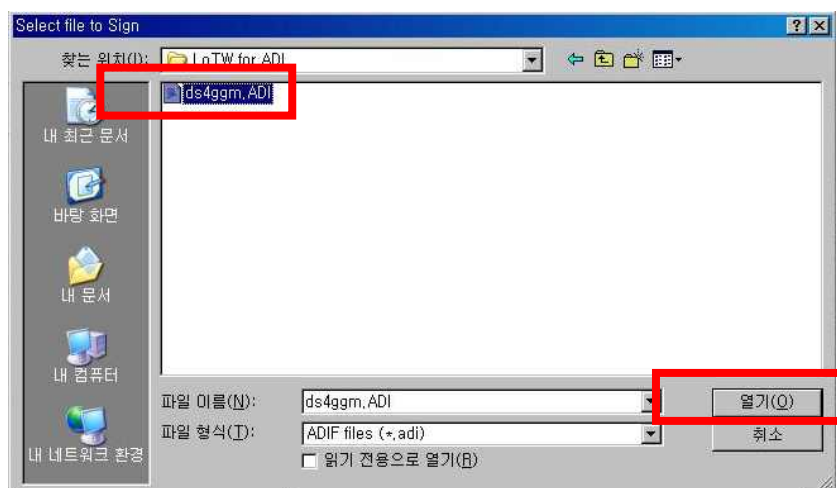 Select file to Sign
찾는 위치(I): LoTW for ADI
ds4ggm,ADI
내 최근 문서
바탕 화면
내 문서
내 컴퓨터
내 네트워크 환경
파일 이름(N): ds4ggm,ADI 열기(O)
파일 형식(T): ADIF files (*,adi) 취소
읽기 전용으로 열기(R)